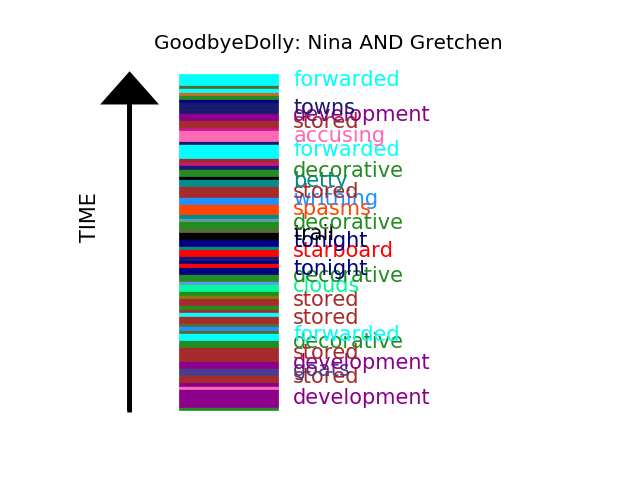 GoodbyeDolly: Nina AND Gretchen
forwarded
towns
development
stored
accusing
forwarded
decorative
betty
stored
writhing
spasms
decorative
trail
tonight
starboard
tonight
decorative
clouds
stored
stored
forwarded
decorative
stored
development
goats
stored
development
TIME